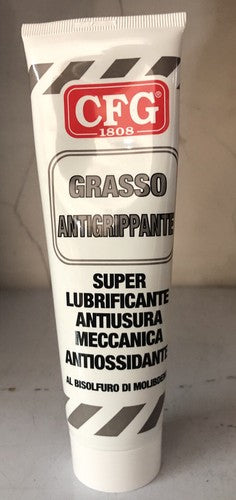 CFG®
1808
GRASSO
ANTIGRIPPANTE
SUPER
LUBRIFICANTE
ANTIUSURA
MECCANICA
ANTIOSSIDANTE
AL BISOLFURO DI MOLIBDENO